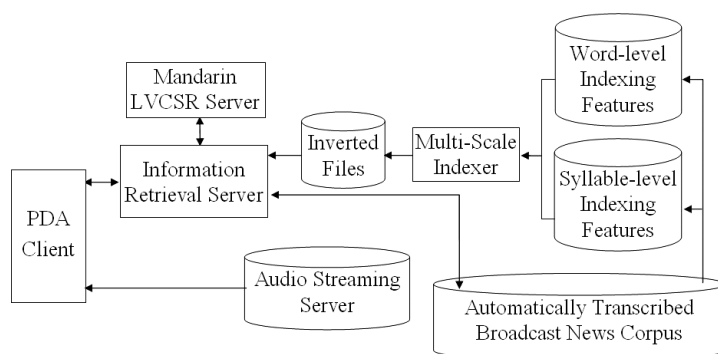 Mandarin
LVCSR Server
Word-level
Indexing
Features
Inverted
Files
Multi-Scale
Indexer
Information
Retrieval Server
Syllable-level
Indexing
Features
PDA
Client
Audio Streaming
Server
Automatically Transcribed
Broadcast News Corpus